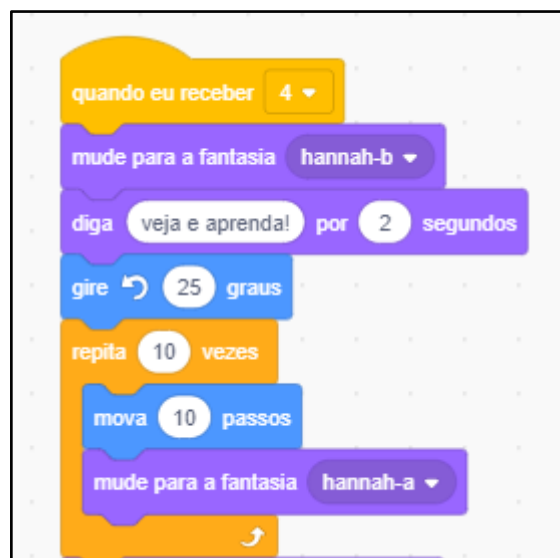 quando eu receber 4
mude para a fantasia hannah-b
diga veja e aprenda! por 2 segundos
gire 25 graus
repita 10 vezes
mova 10 passos
mude para a fantasia hannah-a